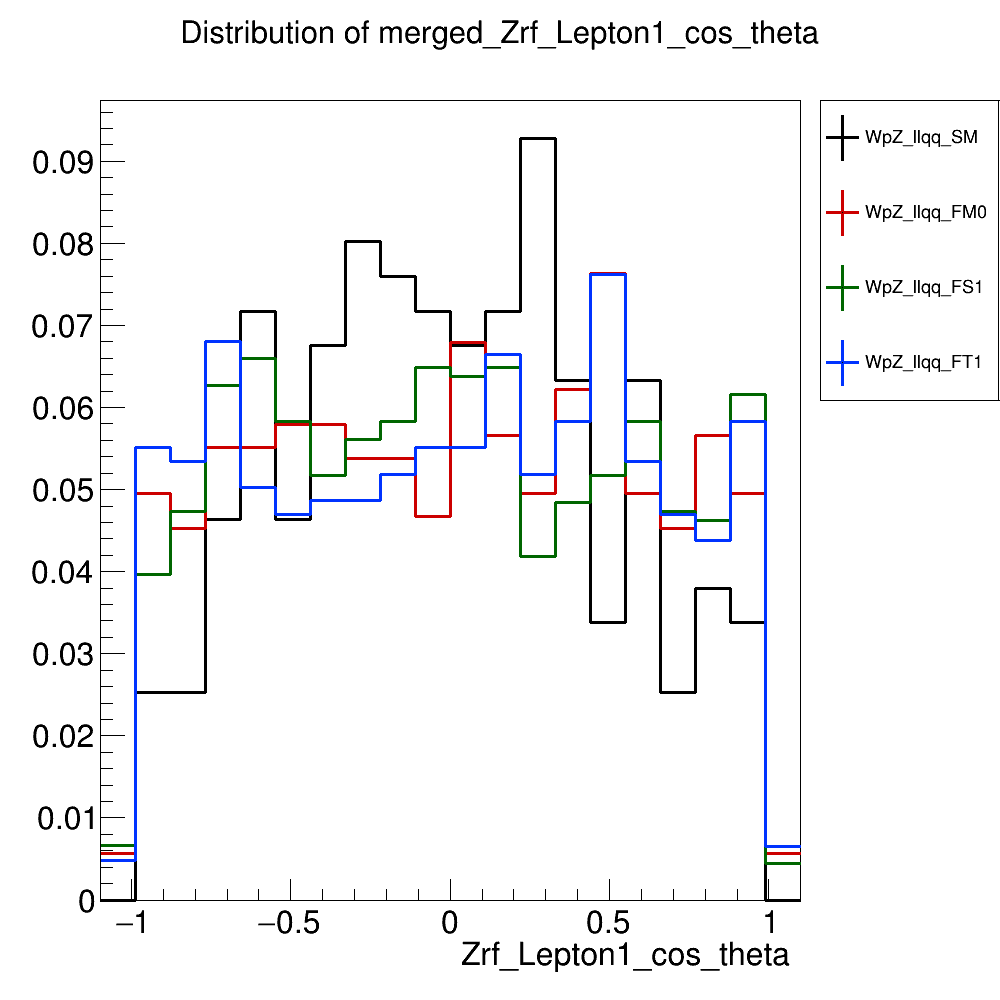 Distribution of merged_Zrf_Lepton1_cos_theta
WpZ_llqq_SM
WpZ_llqq_FM0
WpZ_llqq_FS1
WpZ_llqq_FT1
0.09
0.08
0.07
0.06
0.05
0.04
0.03
0.02
0.01
0
−1 −0.5 0 0.5 1
Zrf_Lepton1_cos_theta